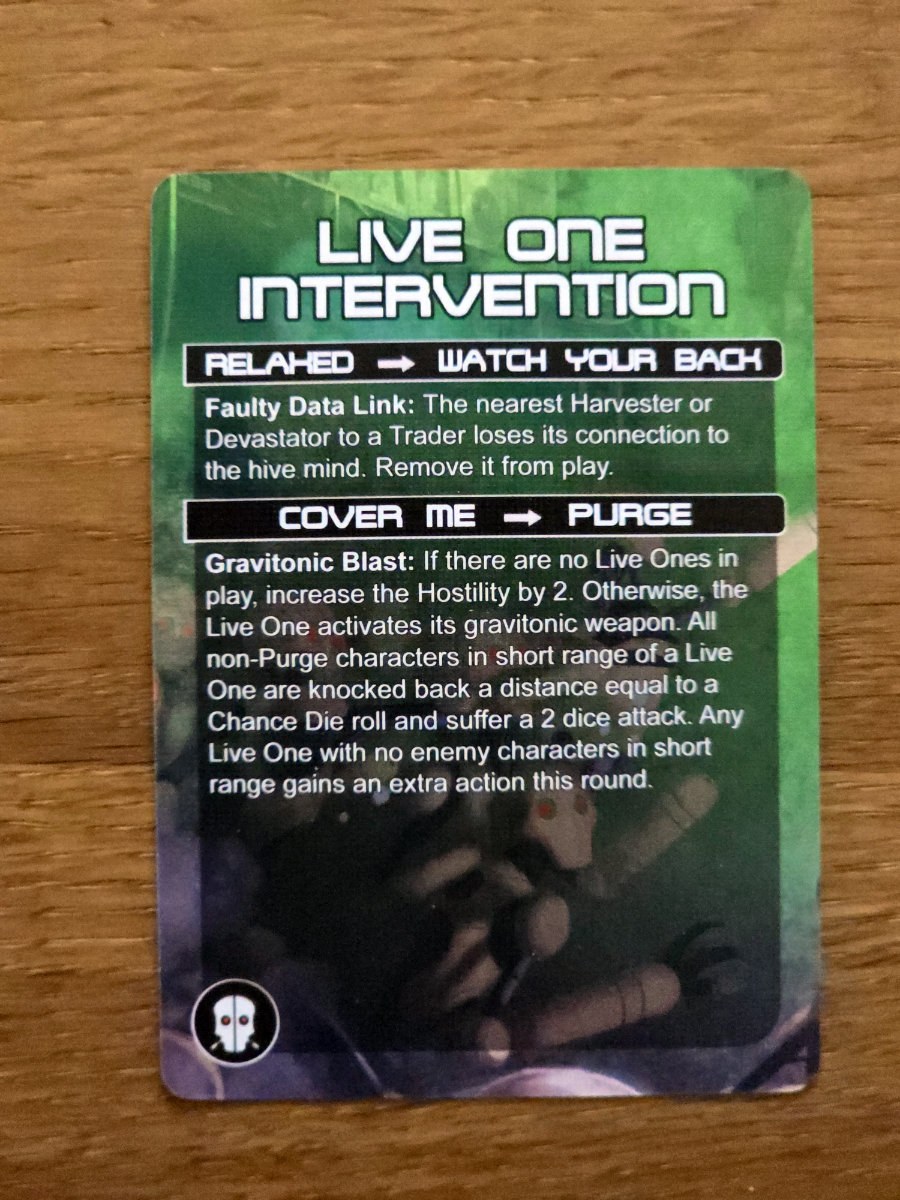 LIVE ONE
INTERVENTION
RELAXED → WATCH YOUR BACK
Faulty Data Link: The nearest Harvester or
Devastator to a Trader loses its connection to
the hive mind. Remove it from play.
COVER ME → PURGE
Gravitonic Blast: If there are no Live Ones in
play, increase the Hostility by 2. Otherwise, the
Live One activates its gravitonic weapon. All
non-Purge characters in short range of a Live
One are knocked back a distance equal to a
Chance Die roll and suffer a 2 dice attack. Any
Live One with no enemy characters in short
range gains an extra action this round.